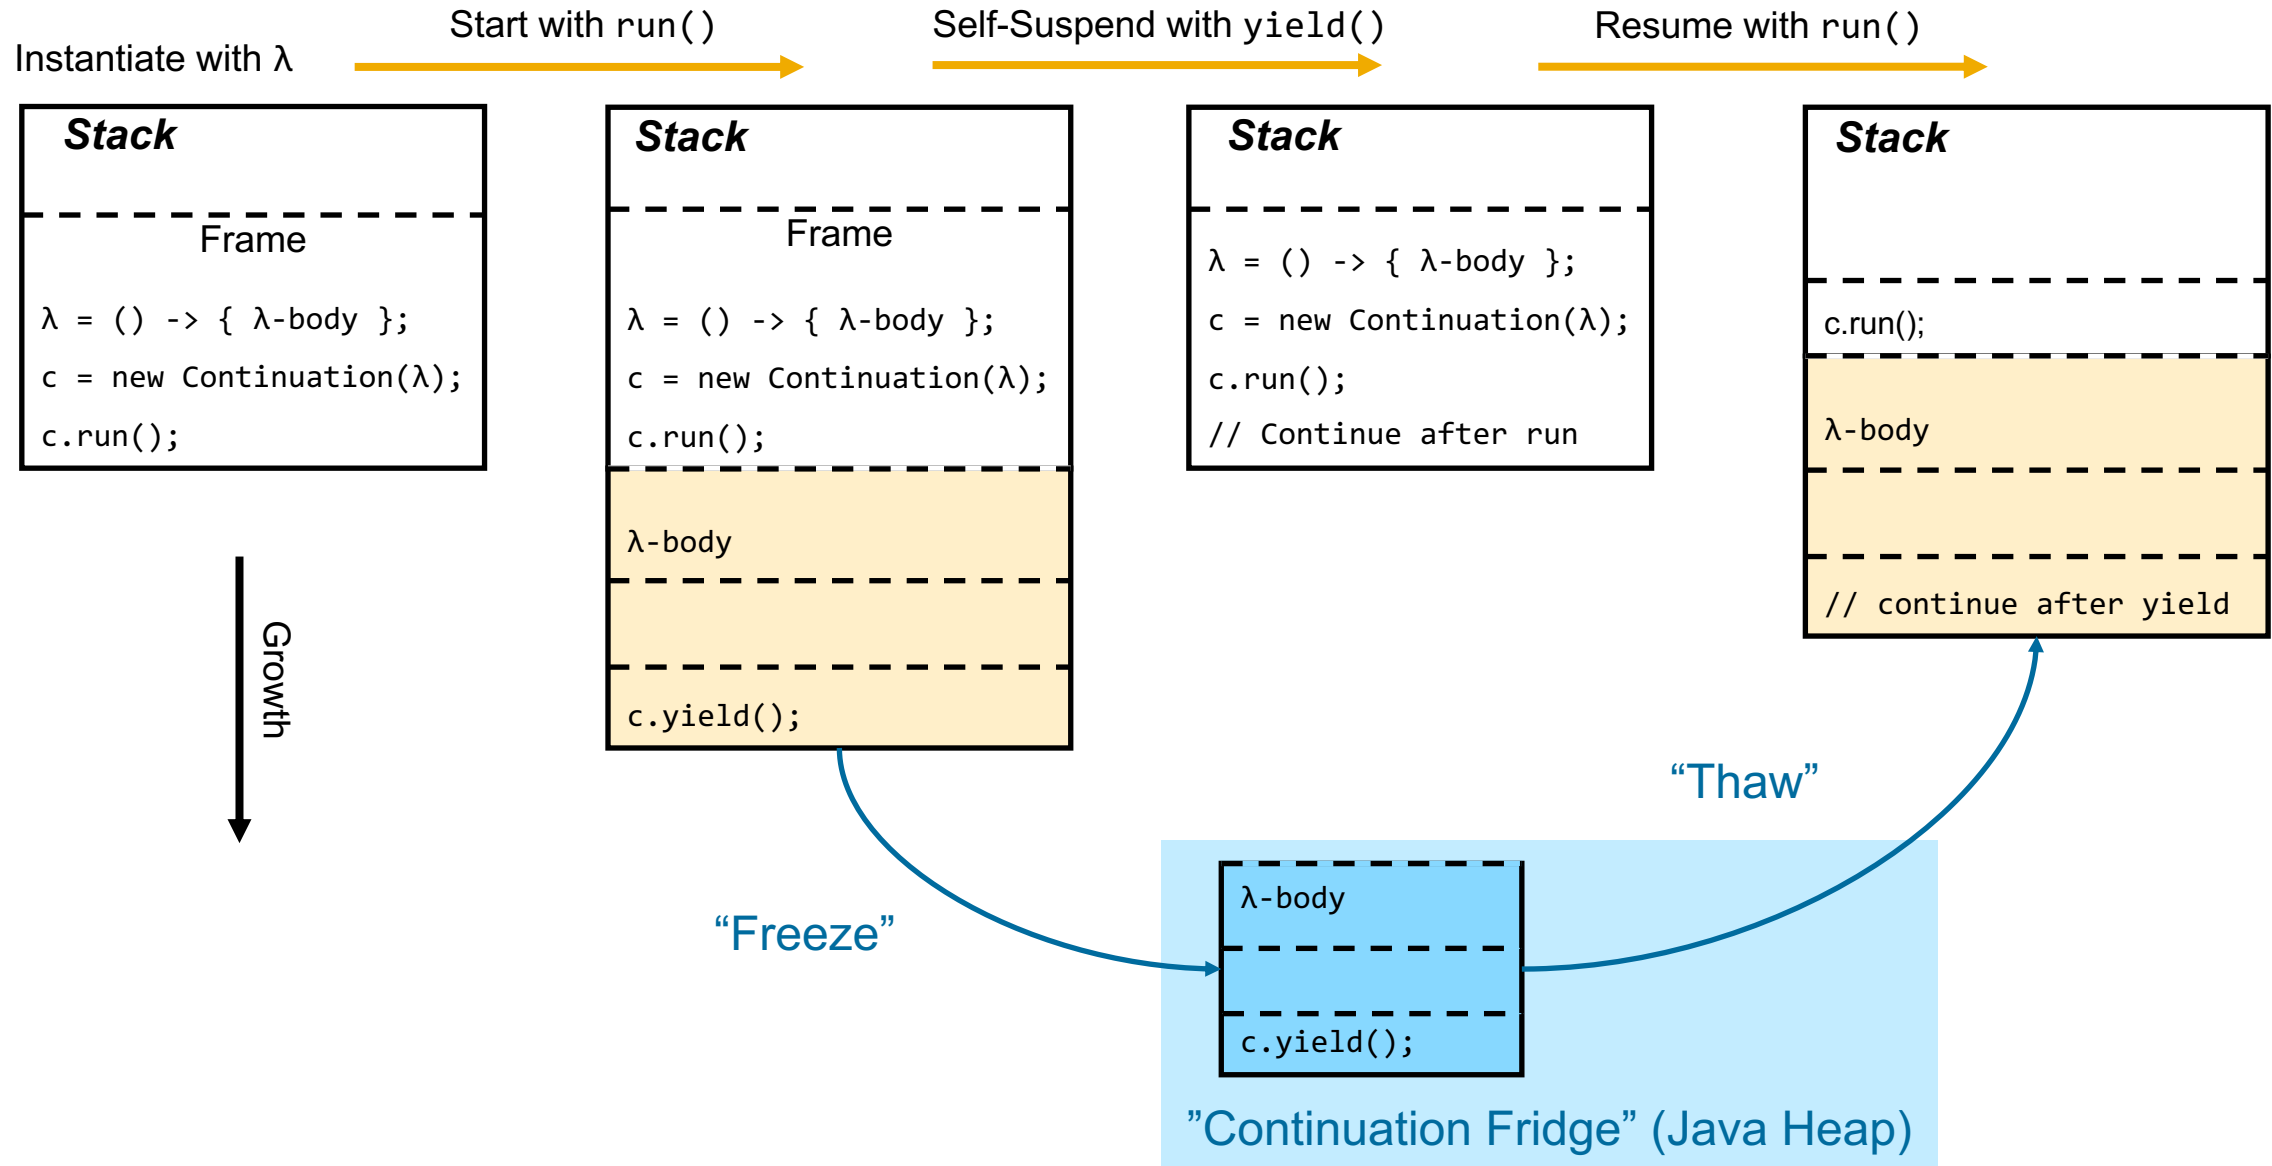 Instantiate with λ
Start with run()
Self-Suspend with yield()
Resume with run()
Stack
Frame
λ = () -> { λ-body };
c = new Continuation(λ);
c.run();
Growth
Stack
Frame
λ = () -> { λ-body };
c = new Continuation(λ);
c.run();
λ-body
c.yield();
Stack
λ = () -> { λ-body };
c = new Continuation(λ);
c.run();
// Continue after run
Stack
c.run();
λ-body
// continue after yield
“Freeze”
“Thaw”
λ-body
c.yield();
”Continuation Fridge” (Java Heap)